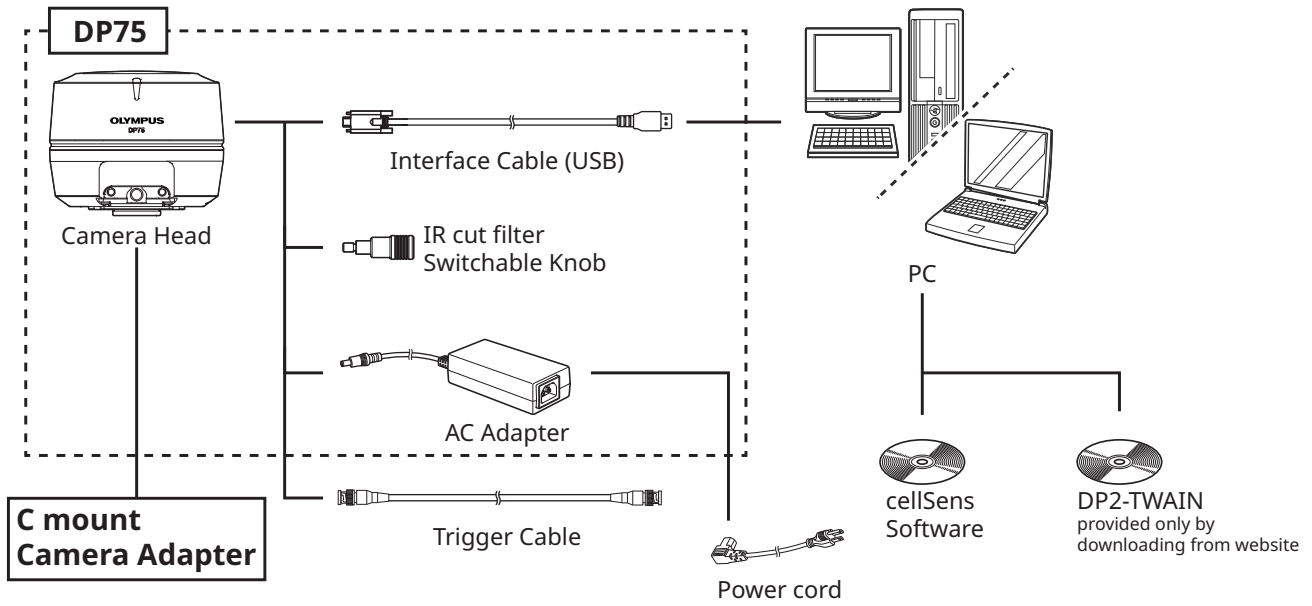 DP75
OLYMPUS
DP75
Camera Head
Interface Cable (USB)
IR cut filter
Switchable Knob
AC Adapter
PC
C mount
Camera Adapter
Trigger Cable
Power cord
cellSens
Software
DP2-TWAIN
provided only by
downloading from website